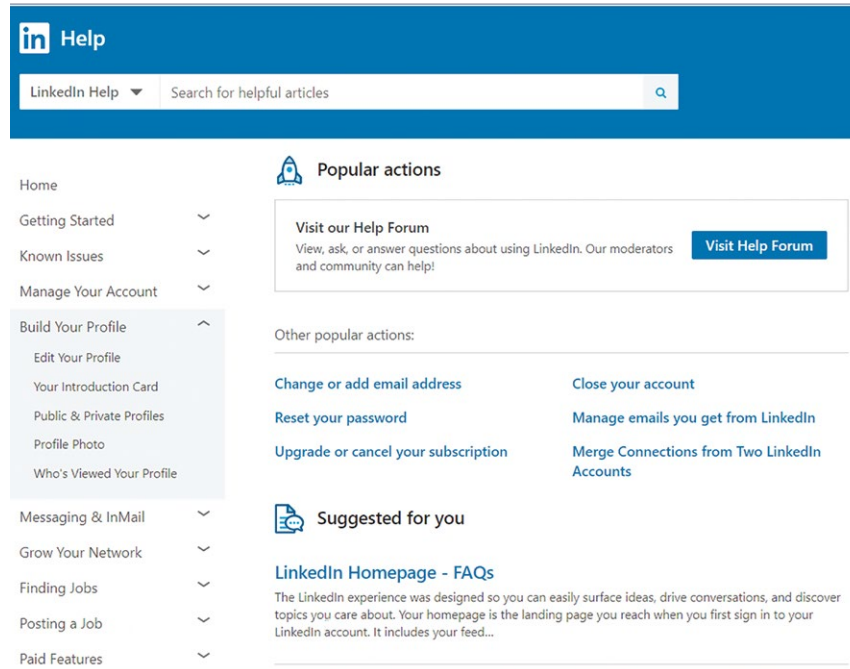 in Help
LinkedIn Help
Search for helpful articles
Home
Getting Started
Known Issues
Manage Your Account
Build Your Profile
Edit Your Profile
Your Introduction Card
Public & Private Profiles
Profile Photo
Who's Viewed Your Profile
Messaging & InMail
Grow Your Network
Finding Jobs
Posting a Job
Paid Features
Popular actions
Visit our Help Forum
View, ask, or answer questions about using LinkedIn. Our moderators
and community can help!
Visit Help Forum
Other popular actions:
Change or add email address
Close your account
Reset your password
Manage emails you get from LinkedIn
Upgrade or cancel your subscription
Merge Connections from Two LinkedIn
Accounts
Suggested for you
LinkedIn Homepage - FAQs
The LinkedIn experience was designed so you can easily surface ideas, drive conversations, and discover
topics you care about. Your homepage is the landing page you reach when you first sign in to your
LinkedIn account. It includes your feed...